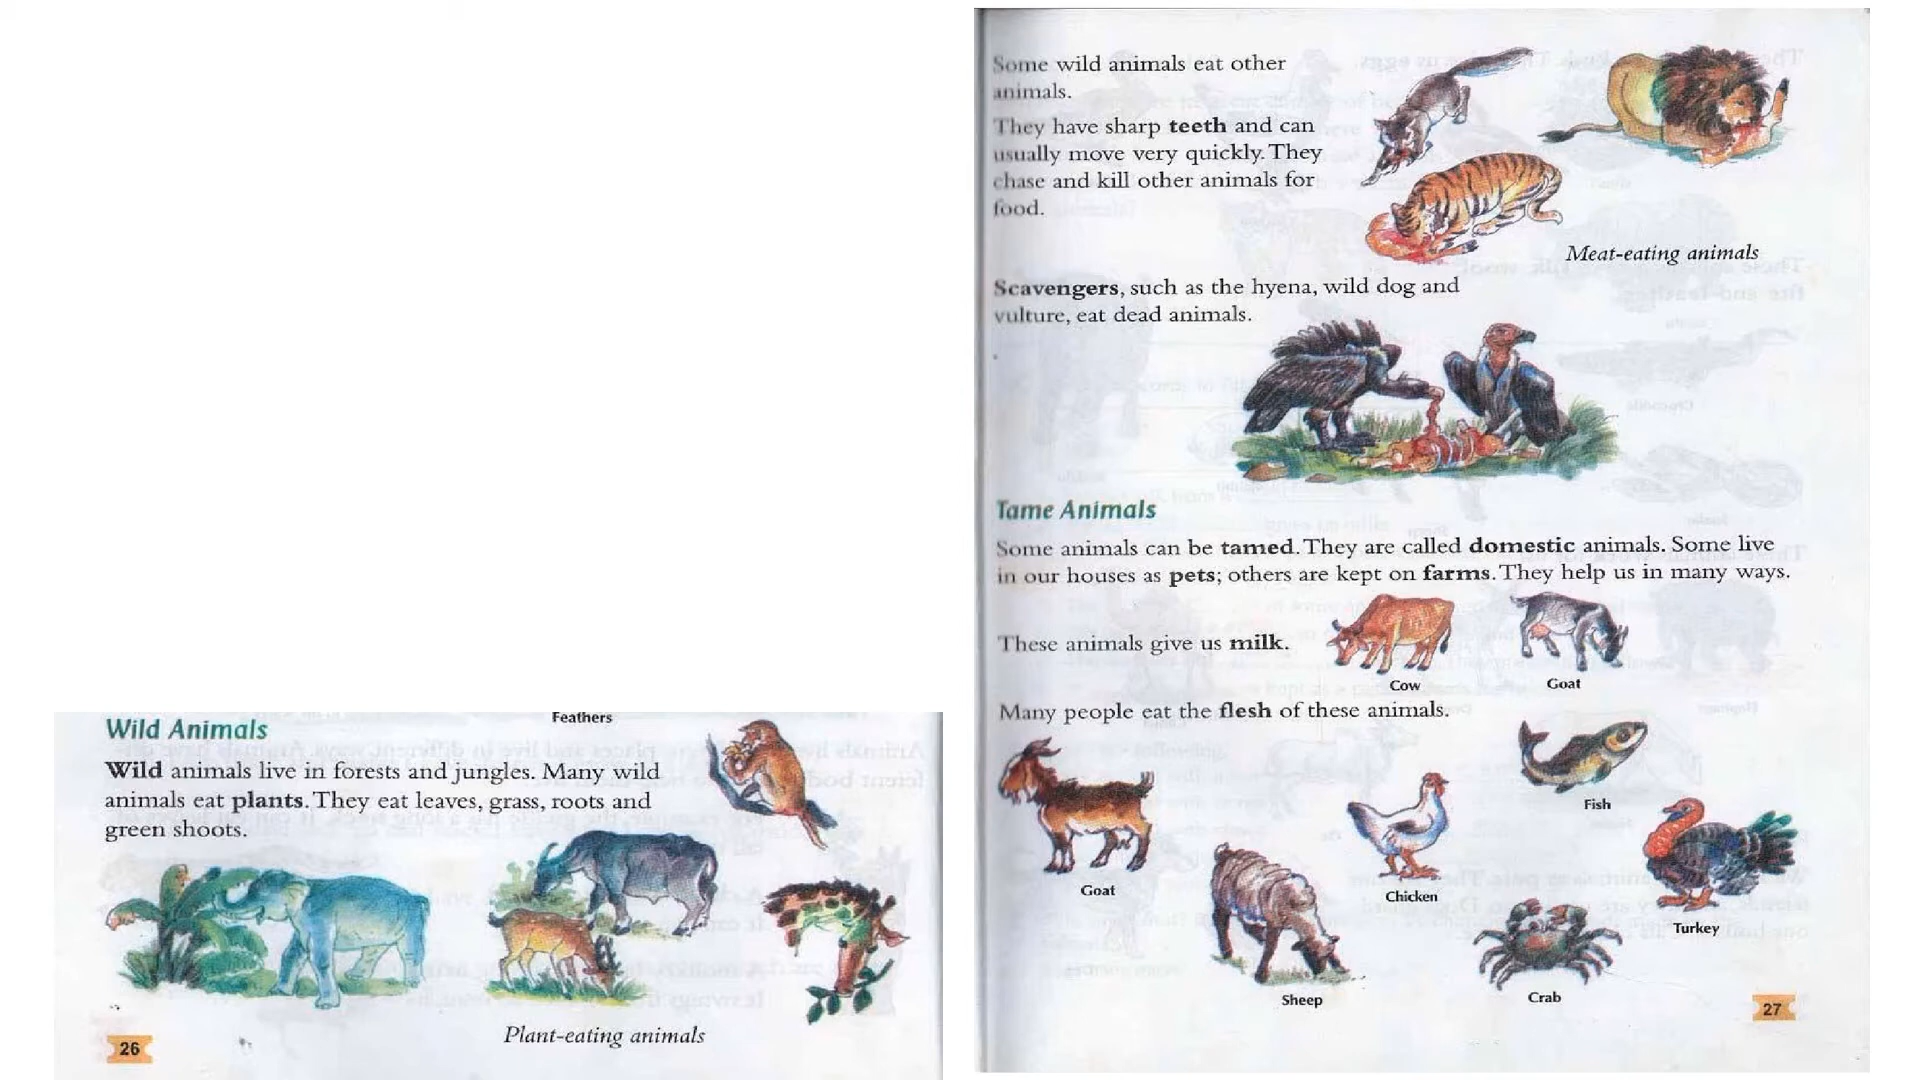 Feathers
Wild Animals
Wild animals live in forests and jungles. Many wild
animals eat plants. They eat leaves, grass, roots and
green shoots.
Plant-eating animals
26
Some wild animals eat other
animals.
They have sharp teeth and can
usually move very quickly. They
chase and kill other animals for
food.
Meat-eating animals
Scavengers, such as the hyena, wild dog and
vulture, eat dead animals.
Tame Animals
Some animals can be tamed. They are called domestic animals. Some live
in our houses as pets; others are kept on farms. They help us in many ways.
These animals give us milk.
Cow
Goat
Many people eat the flesh of these animals.
Fish
Goat
Chicken
Turkey
Sheep
Crab
27